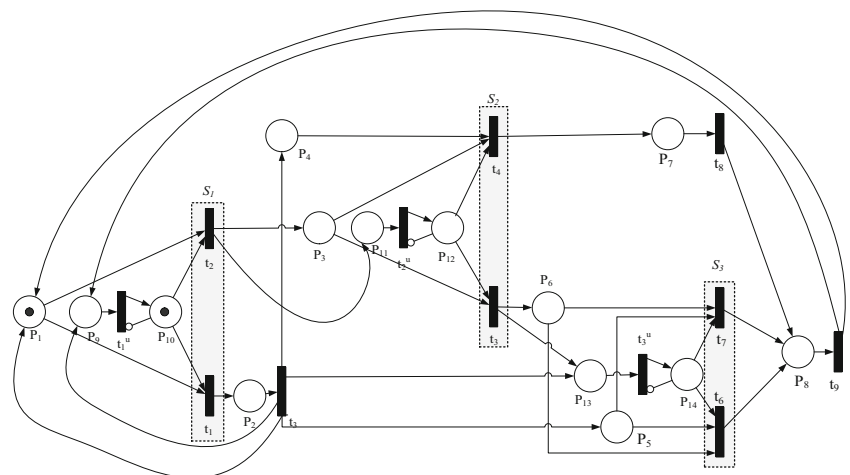 S₂
P₄
P₇
t₈
t₄
S₁
P₃
P₁₁
t₂ᵘ
P₁₂
t₂
P₆
S₃
P₁
P₉
t₁ᵘ
P₁₀
t₃
t₃ᵘ
t₇
P₈
t₉
P₂
P₁₃
P₁₄
t₆
t₁
t₃
P₅